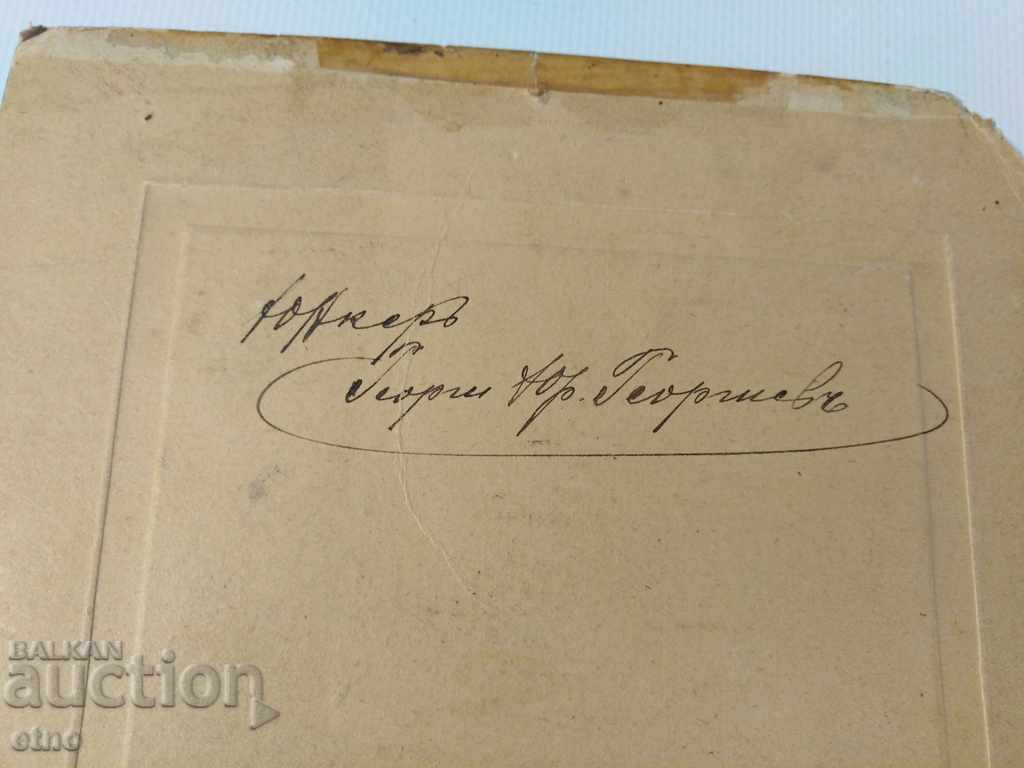 Юнкеръ
Георги Юр. Георгиевъ
BALKAN
auction
etno